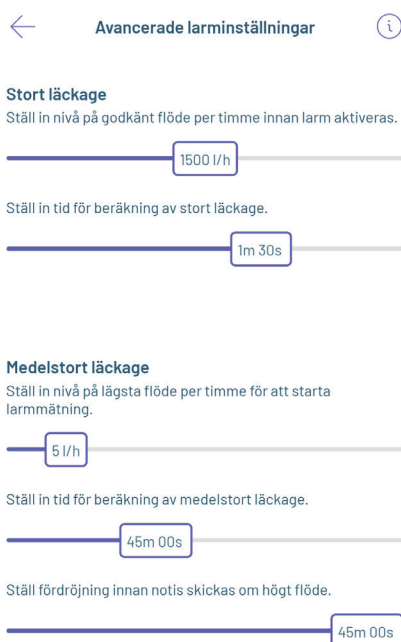 Avancerade larminställningar
i
Stort läckage
Ställ in nivå på godkänt flöde per timme innan larm aktiveras.
1500 l/h
Ställ in tid för beräkning av stort läckage.
1m 30s
Medelstort läckage
Ställ in nivå på lägsta flöde per timme för att starta
larmmätning.
5 l/h
Ställ in tid för beräkning av medelstort läckage.
45m 00s
Ställ fördröjning innan notis skickas om högt flöde.
45m 00s